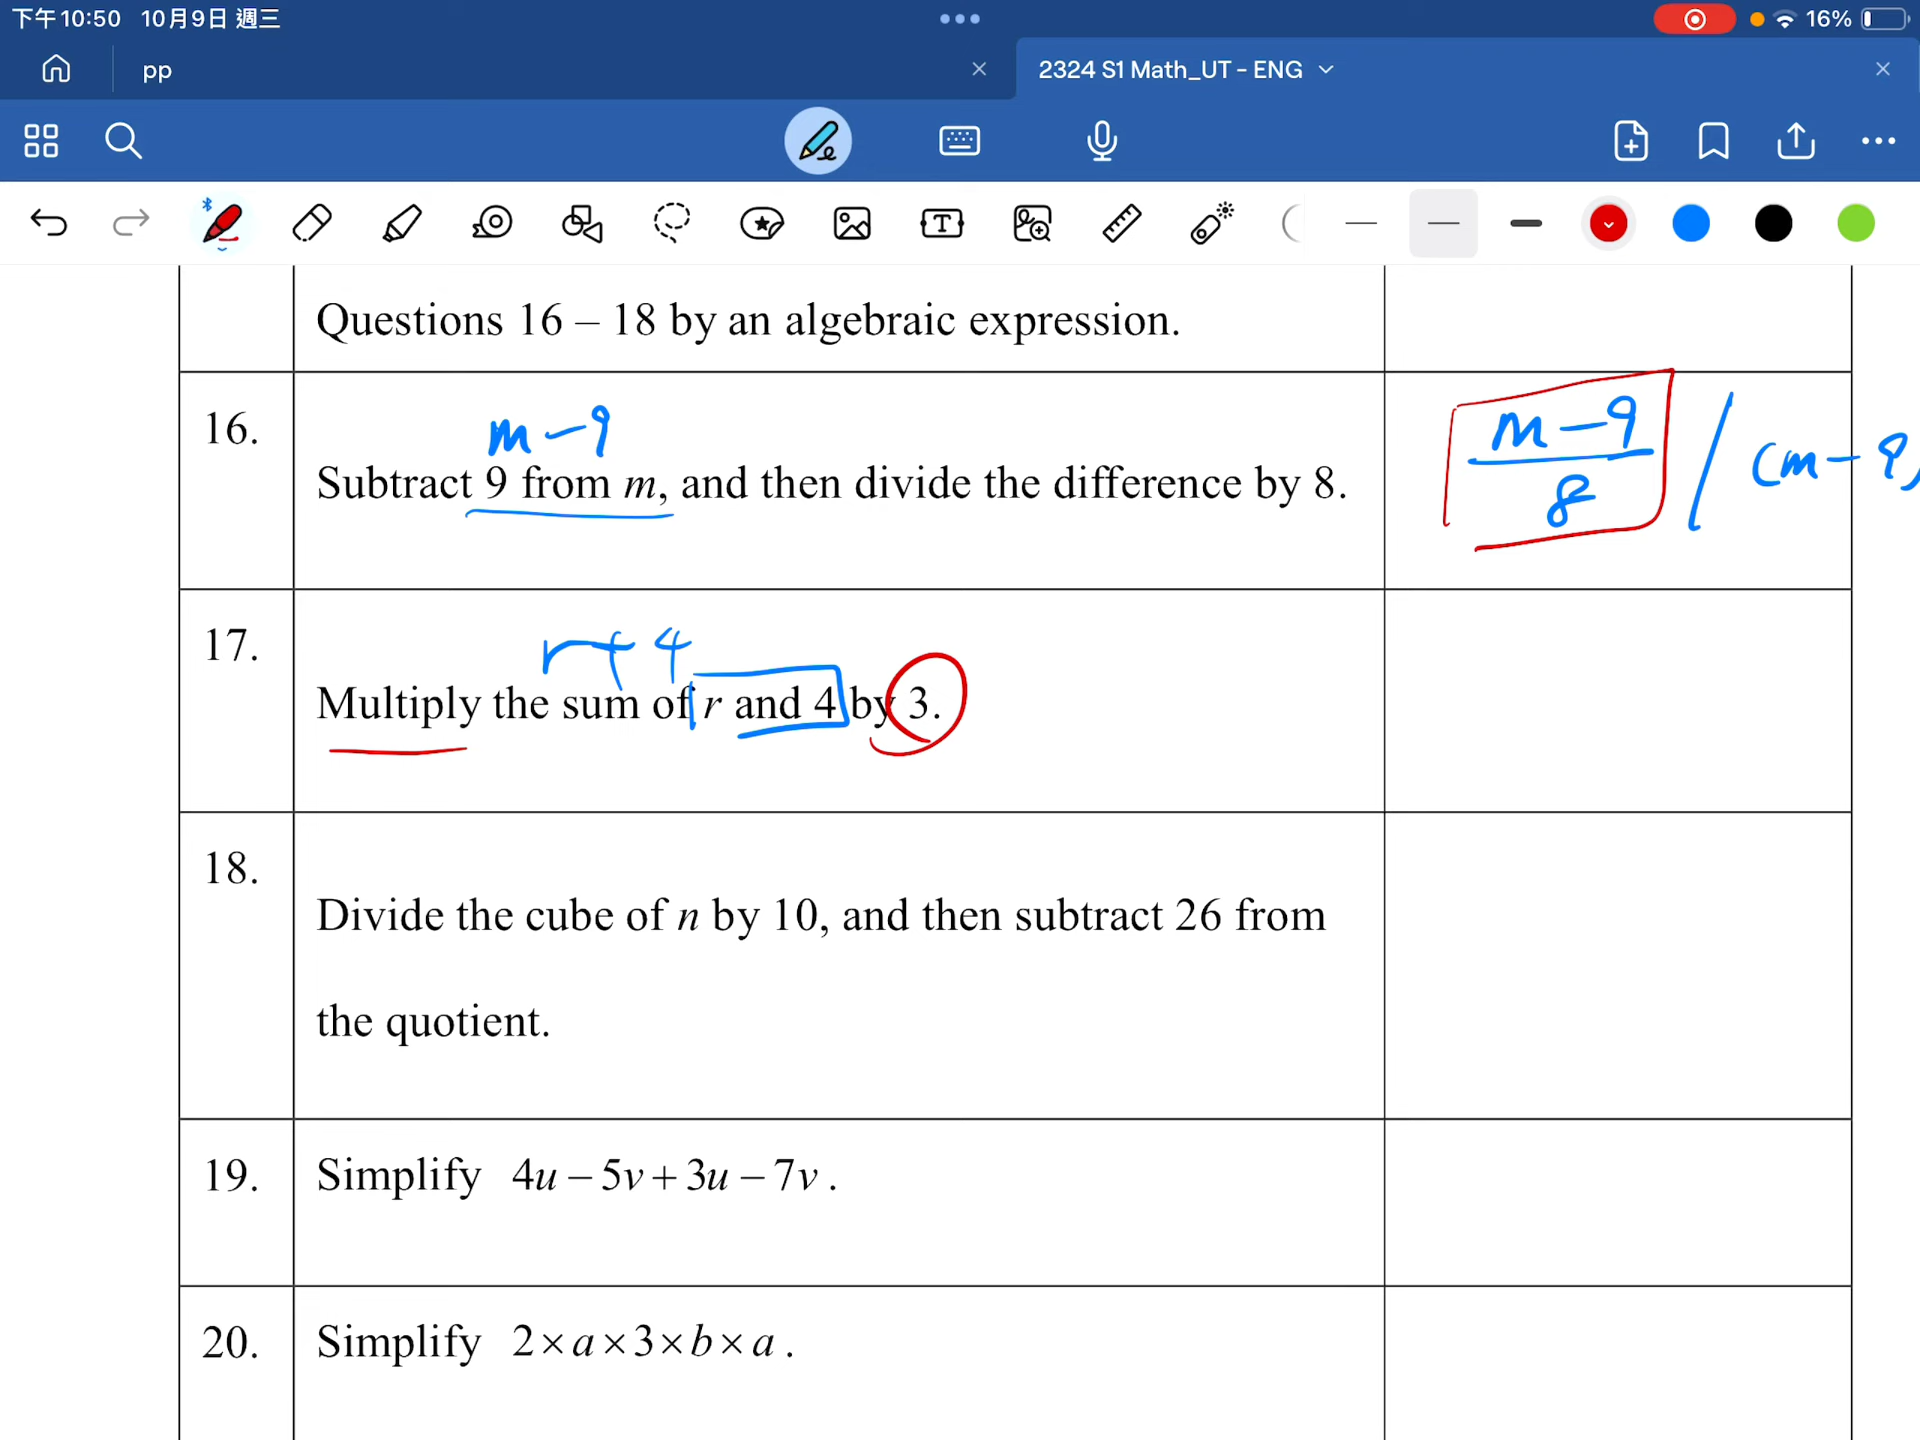 下午10:50 10月9日 週三
16%
pp
2324 S1 Math_UT - ENG
Questions 16 – 18 by an algebraic expression.
16.
m − 9
Subtract 9 from m, and then divide the difference by 8.
m − 9
8
/ (m − 9)
17.
r + 4
Multiply the sum of r and 4 by 3.
18.
Divide the cube of n by 10, and then subtract 26 from
the quotient.
19.
Simplify 4u − 5v + 3u − 7v .
20.
Simplify 2 × a × 3 × b × a .